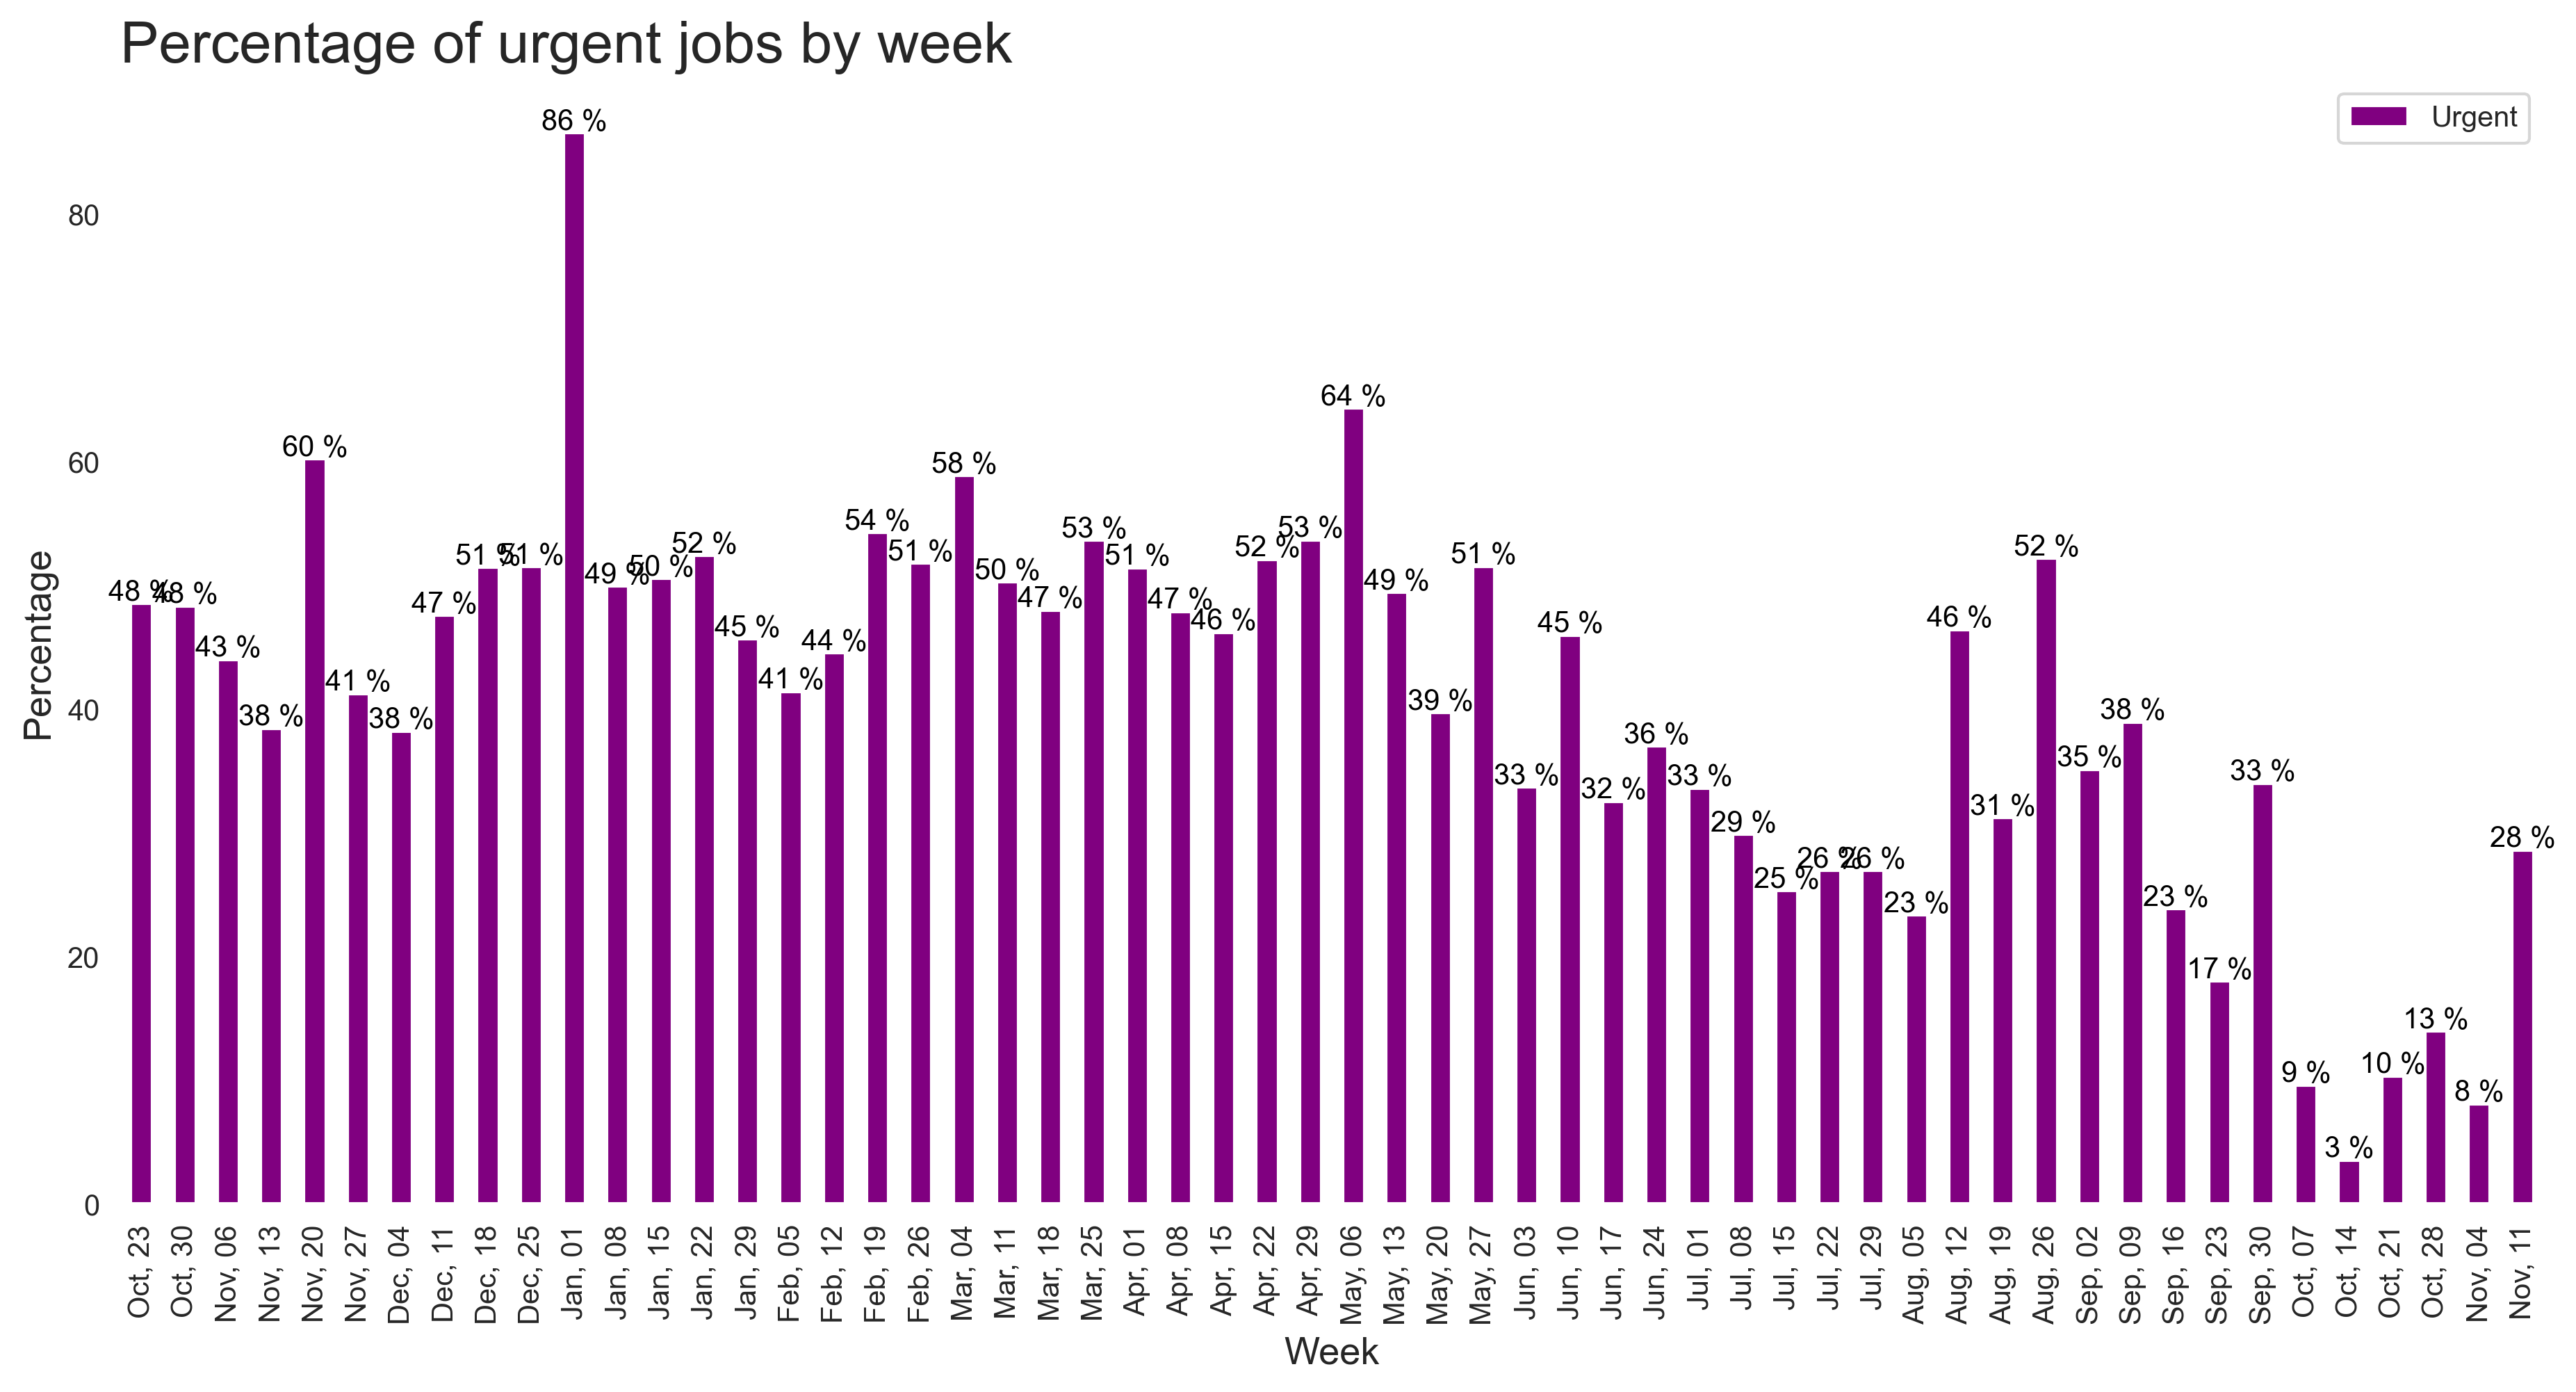 Percentage of urgent jobs by week
Urgent
Percentage
80
60
40
20
0
48 %
48 %
43 %
38 %
60 %
41 %
38 %
47 %
51 %
51 %
86 %
49 %
50 %
52 %
45 %
41 %
44 %
54 %
51 %
58 %
50 %
47 %
53 %
51 %
47 %
46 %
52 %
53 %
64 %
49 %
39 %
51 %
33 %
45 %
32 %
36 %
33 %
29 %
25 %
26 %
26 %
23 %
46 %
31 %
52 %
35 %
38 %
23 %
17 %
33 %
9 %
3 %
10 %
13 %
8 %
28 %
Oct, 23
Oct, 30
Nov, 06
Nov, 13
Nov, 20
Nov, 27
Dec, 04
Dec, 11
Dec, 18
Dec, 25
Jan, 01
Jan, 08
Jan, 15
Jan, 22
Jan, 29
Feb, 05
Feb, 12
Feb, 19
Feb, 26
Mar, 04
Mar, 11
Mar, 18
Mar, 25
Apr, 01
Apr, 08
Apr, 15
Apr, 22
Apr, 29
May, 06
May, 13
May, 20
May, 27
Jun, 03
Jun, 10
Jun, 17
Jun, 24
Jul, 01
Jul, 08
Jul, 15
Jul, 22
Jul, 29
Aug, 05
Aug, 12
Aug, 19
Aug, 26
Sep, 02
Sep, 09
Sep, 16
Sep, 23
Sep, 30
Oct, 07
Oct, 14
Oct, 21
Oct, 28
Nov, 04
Nov, 11
Week